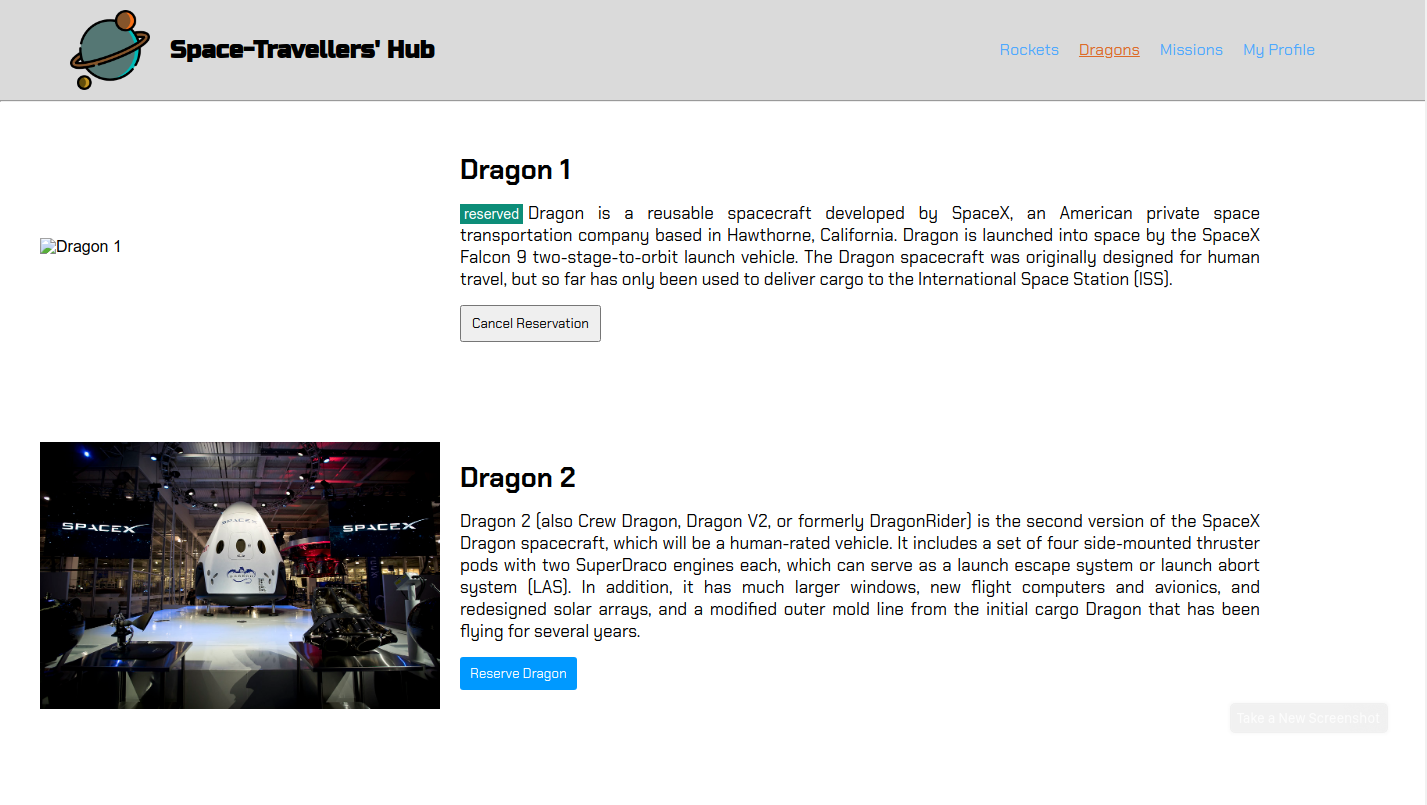 Space-Travellers' Hub
Rockets Dragons Missions My Profile
Dragon 1
reserved Dragon is a reusable spacecraft developed by SpaceX, an American private space
transportation company based in Hawthorne, California. Dragon is launched into space by the SpaceX
Falcon 9 two-stage-to-orbit launch vehicle. The Dragon spacecraft was originally designed for human
travel, but so far has only been used to deliver cargo to the International Space Station (ISS).
Dragon 1
Cancel Reservation
Dragon 2
SPACEX
SPACEX
SPACEX
DRAGON
Dragon 2 (also Crew Dragon, Dragon V2, or formerly DragonRider) is the second version of the SpaceX
Dragon spacecraft, which will be a human-rated vehicle. It includes a set of four side-mounted thruster
pods with two SuperDraco engines each, which can serve as a launch escape system or launch abort
system (LAS). In addition, it has much larger windows, new flight computers and avionics, and
redesigned solar arrays, and a modified outer mold line from the initial cargo Dragon that has been
flying for several years.
Reserve Dragon
Take a New Screenshot